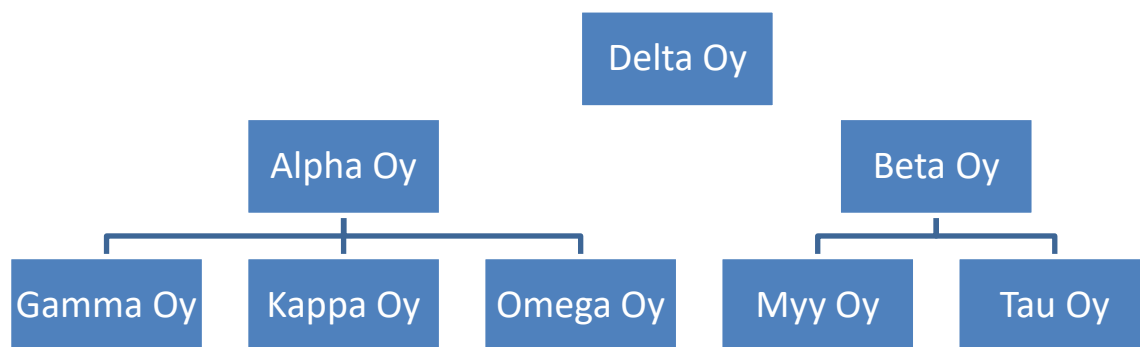 Delta Oy
Alpha Oy
Beta Oy
Gamma Oy
Kappa Oy
Omega Oy
Myy Oy
Tau Oy